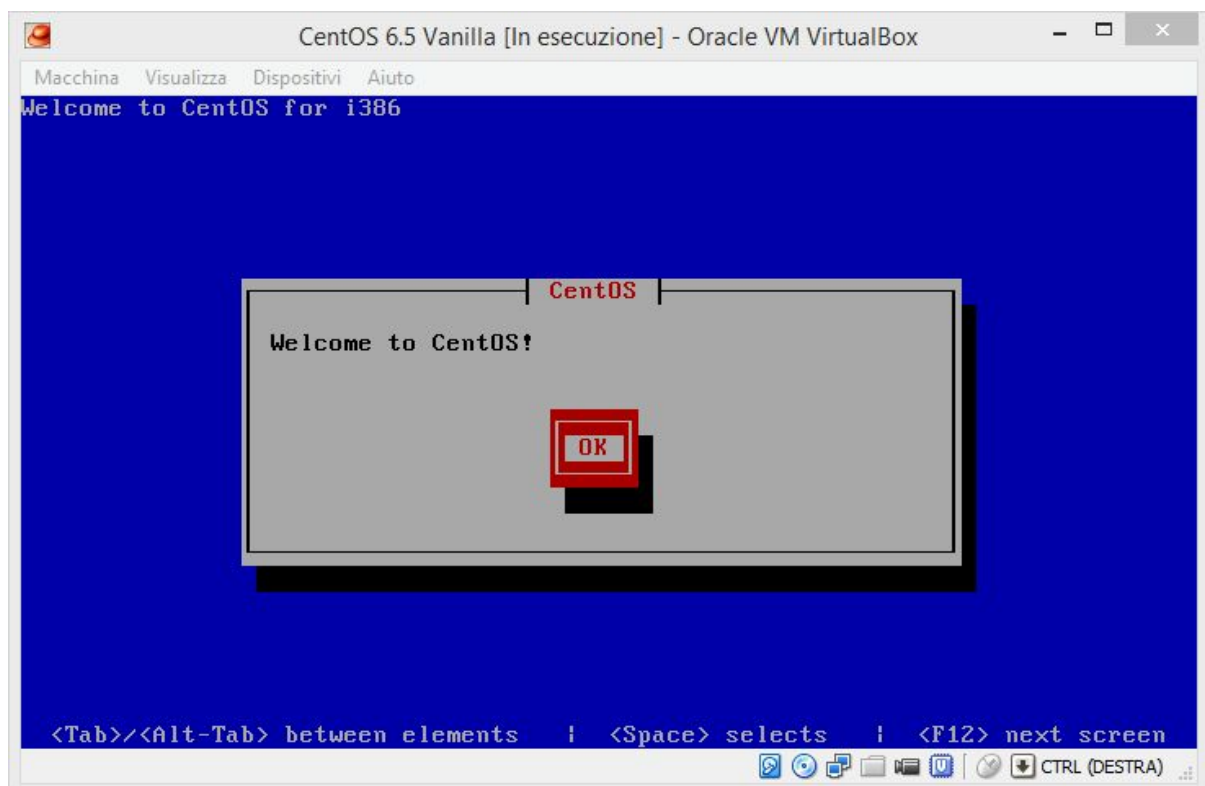 CentOS 6.5 Vanilla [In esecuzione] - Oracle VM VirtualBox
Macchina Visualizza Dispositivi Aiuto
Welcome to CentOS for i386
CentOS
Welcome to CentOS!
OK
<Tab>/<Alt-Tab> between elements | <Space> selects | <F12> next screen
CTRL (DESTRA)